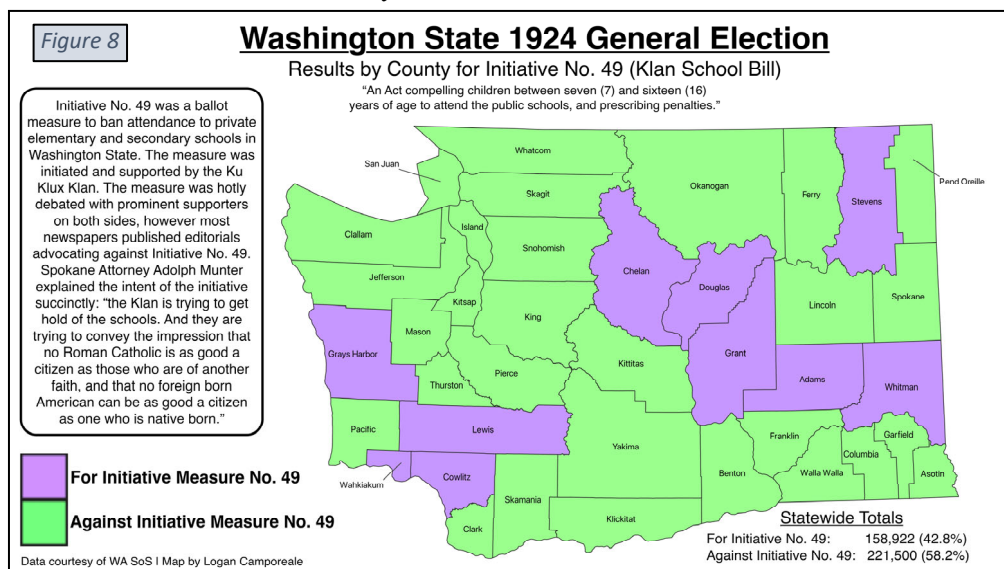 Figure 8
Washington State 1924 General Election
Results by County for Initiative No. 49 (Klan School Bill)
“An Act compelling children between seven (7) and sixteen (16)
years of age to attend the public schools, and prescribing penalties.”
Initiative No. 49 was a ballot
measure to ban attendance to private
elementary and secondary schools in
Washington State. The measure was
initiated and supported by the Ku
Klux Klan. The measure was hotly
debated with prominent supporters
on both sides, however most
newspapers published editorials
advocating against Initiative No. 49.
Spokane Attorney Adolph Munter
explained the intent of the initiative
succinctly: “the Klan is trying to get
hold of the schools. And they are
trying to convey the impression that
no Roman Catholic is as good a
citizen as those who are of another
faith, and that no foreign born
American can be as good a citizen
as one who is native born.”
For Initiative Measure No. 49
Against Initiative Measure No. 49
Data courtesy of WA SoS | Map by Logan Camporeale
San Juan
Whatcom
Skagit
Okanogan
Ferry
Stevens
Pend Oreille
Clallam
Island
Snohomish
Chelan
Douglas
Jefferson
Kitsap
King
Lincoln
Spokane
Mason
Grays Harbor
Kittitas
Grant
Adams
Whitman
Thurston
Pierce
Pacific
Lewis
Yakima
Franklin
Garfield
Columbia
Walla Walla
Asotin
Benton
Wahkiakum
Cowlitz
Skamania
Klickitat
Clark
Statewide Totals
For Initiative No. 49: 158,922 (42.8%)
Against Initiative No. 49: 221,500 (58.2%)